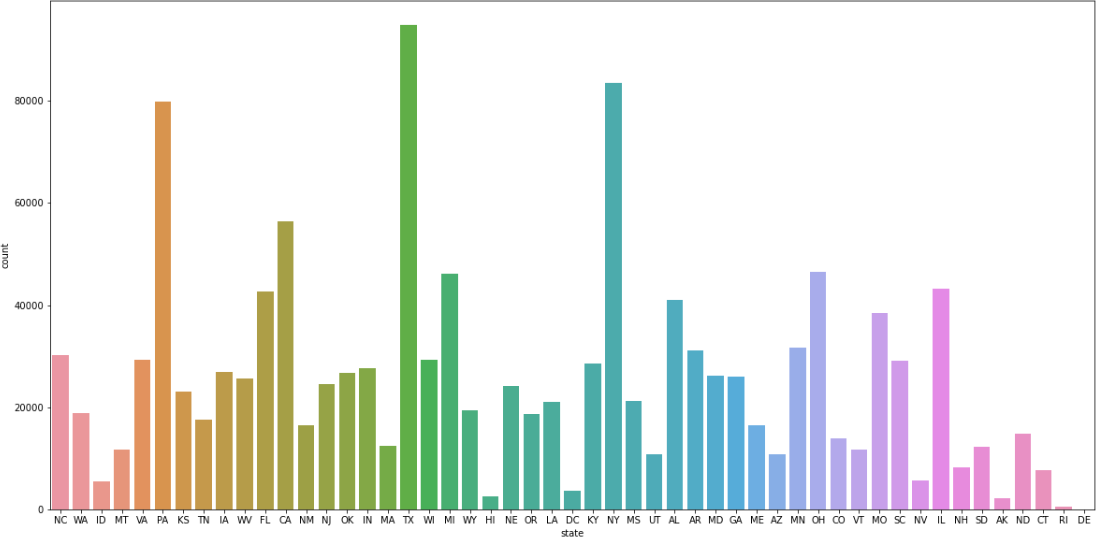 80000
60000
40000
20000
0
count
NC WA ID MT VA PA KS TN IA WV FL CA NM NJ OK IN MA TX WI MI WY HI NE OR LA DC KY NY MS UT AL AR MD GA ME AZ MN OH CO VT MO SC NV IL NH SD AK ND CT RI DE
state